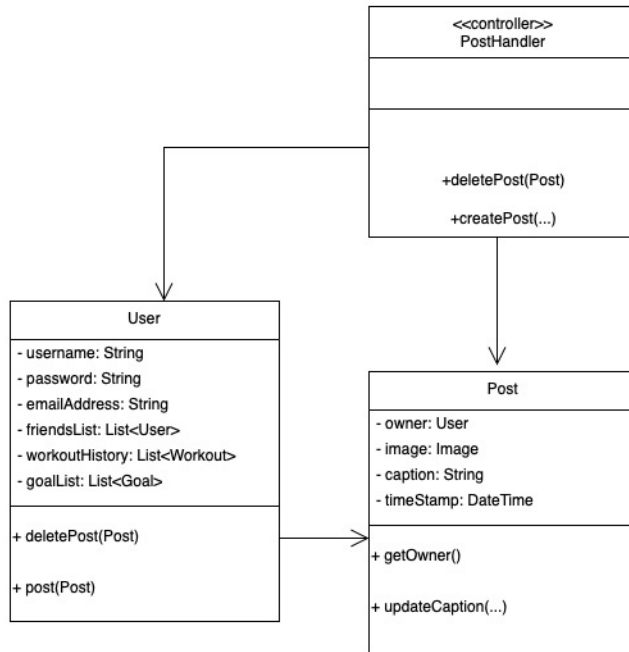 <<controller>>
PostHandler
+deletePost(Post)
+createPost(...)
User
- username: String
- password: String
- emailAddress: String
- friendsList: List<User>
- workoutHistory: List<Workout>
- goalList: List<Goal>
+ deletePost(Post)
+ post(Post)
Post
- owner: User
- image: Image
- caption: String
- timeStamp: DateTime
+ getOwner()
+ updateCaption(...)